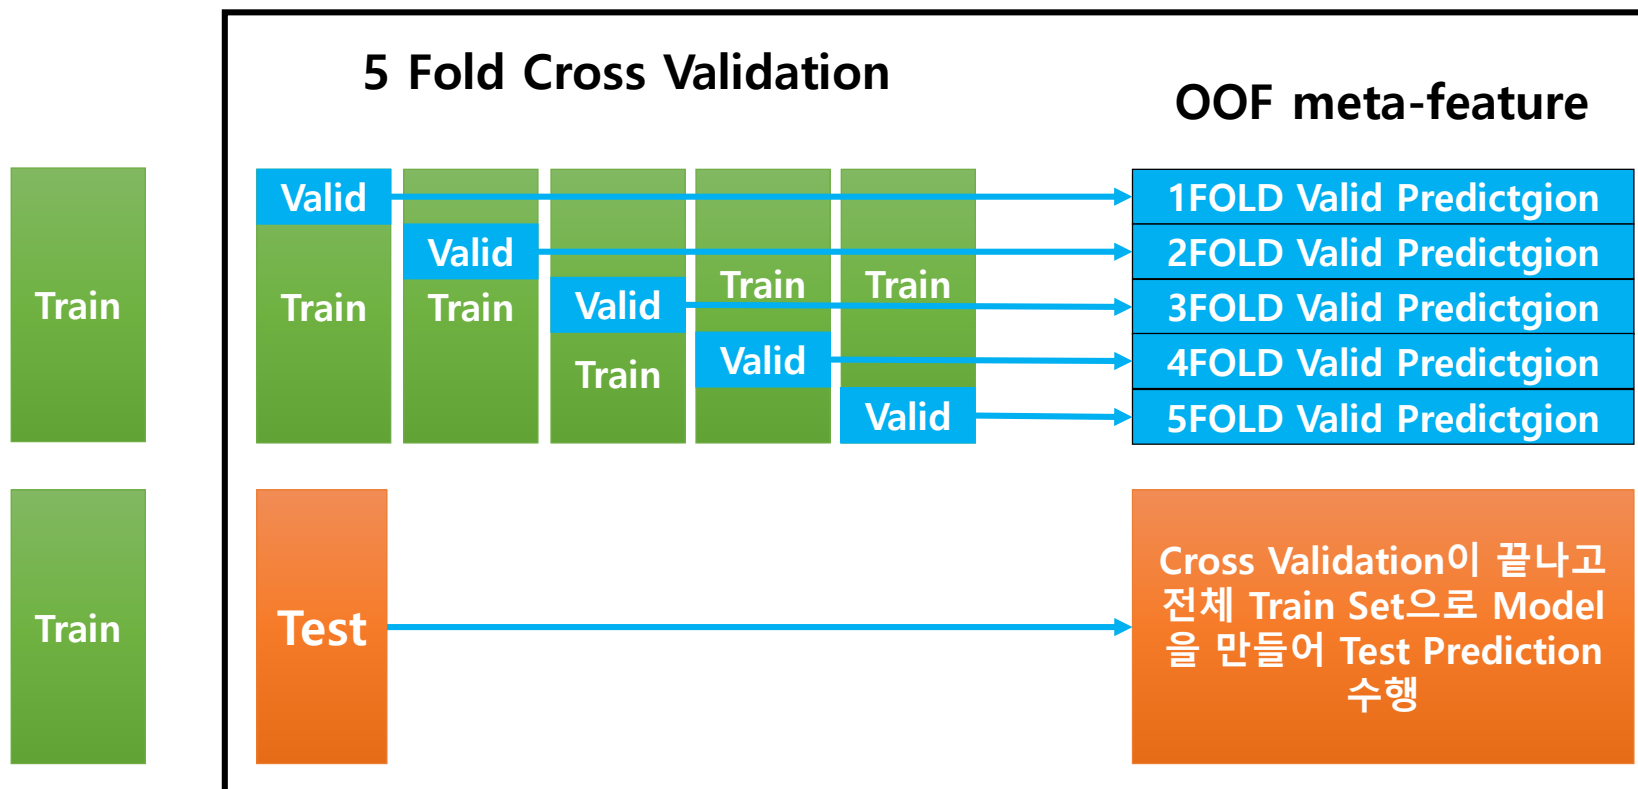 5 Fold Cross Validation
OOF meta-feature
Train
Valid
Train
Valid
Train
Valid
Train
Train
Valid
Train
Valid
1FOLD Valid Predictgion
2FOLD Valid Predictgion
3FOLD Valid Predictgion
4FOLD Valid Predictgion
5FOLD Valid Predictgion
Train
Test
Cross Validation이 끝나고
전체 Train Set으로 Model
을 만들어 Test Prediction
수행